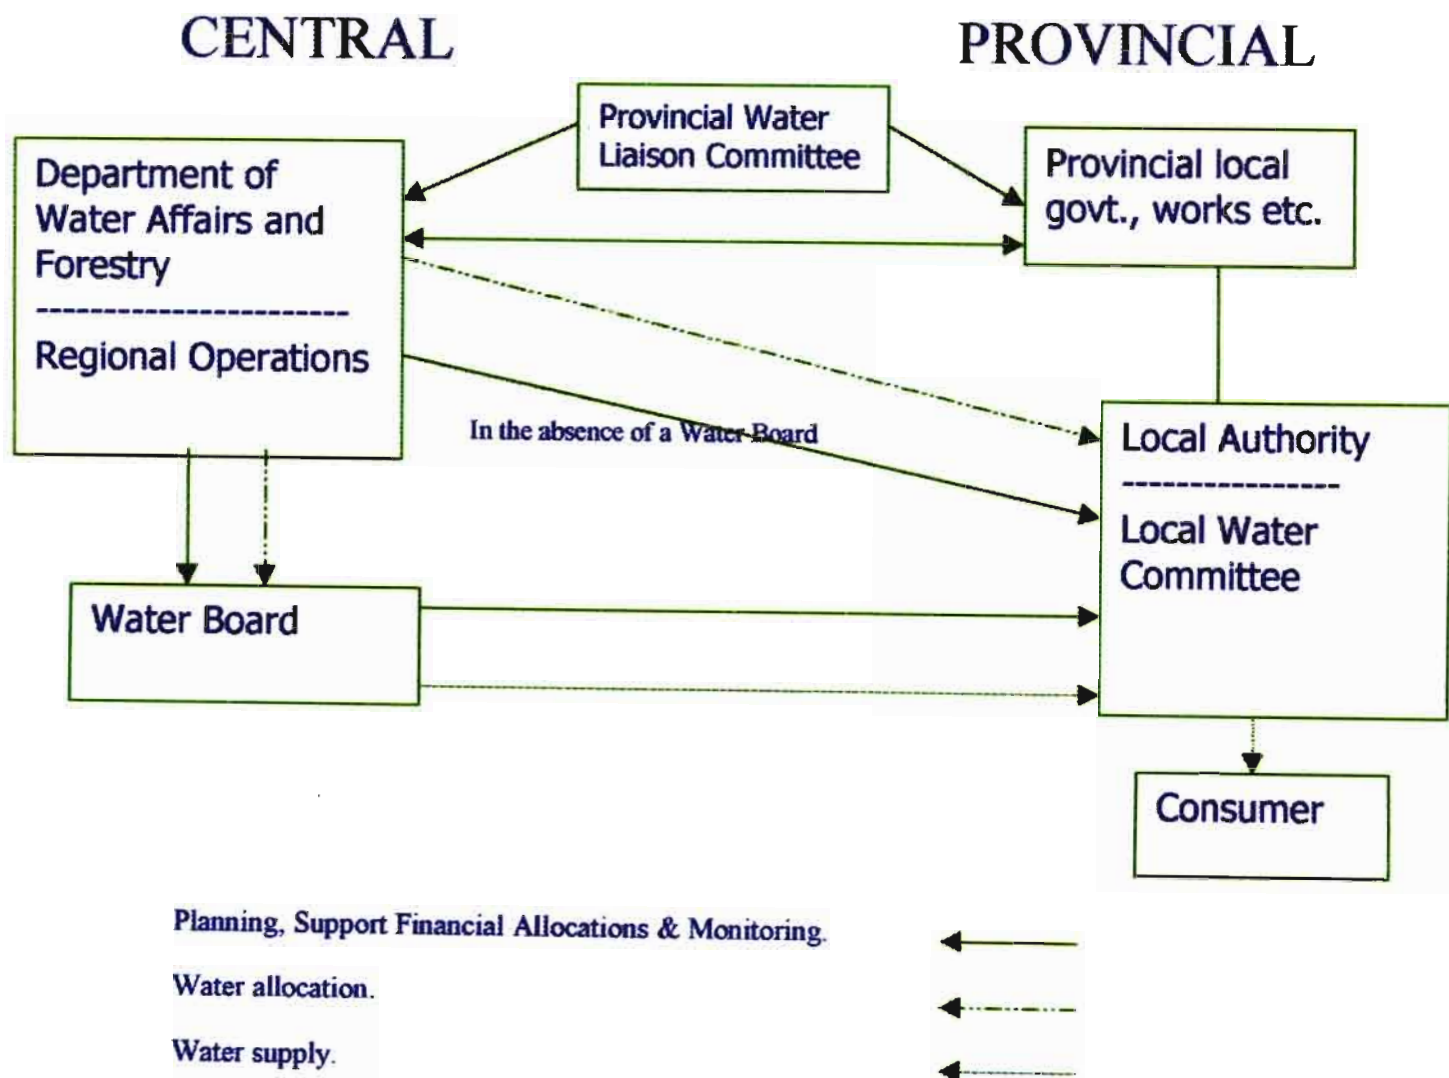 CENTRAL
PROVINCIAL
Provincial Water
Liaison Committee
Department of
Water Affairs and
Forestry
-----------------------
Regional Operations
Provincial local
govt., works etc.
In the absence of a Water Board
Local Authority
----------------
Local Water
Committee
Water Board
Consumer
Planning, Support Financial Allocations & Monitoring.
Water allocation.
Water supply.